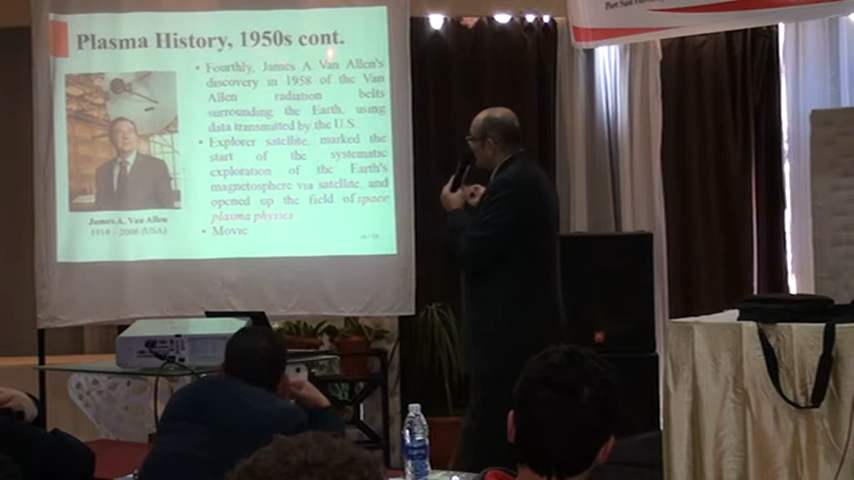 Plasma History, 1950s cont.
• Fourthly, James A. Van Allen's
discovery in 1958 of the Van
Allen radiation belts
surrounding the Earth, using
data transmitted by the U.S.
• Explorer satellite, marked the
start of the systematic
exploration of the Earth's
magnetosphere via satellite, and
opened up the field of space
plasma physics
• Movie
James A. Van Allen
1914 – 2006 (USA)